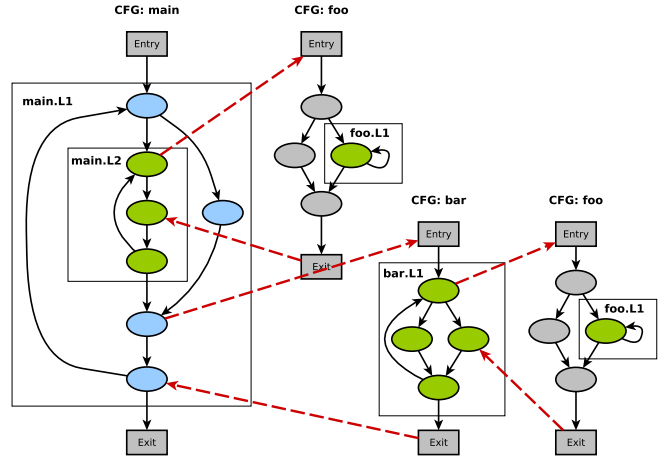 CFG: main
CFG: foo
Entry
Entry
main.L1
foo.L1
main.L2
CFG: bar
CFG: foo
Entry
Entry
Exit
bar.L1
foo.L1
Exit
Exit
Exit